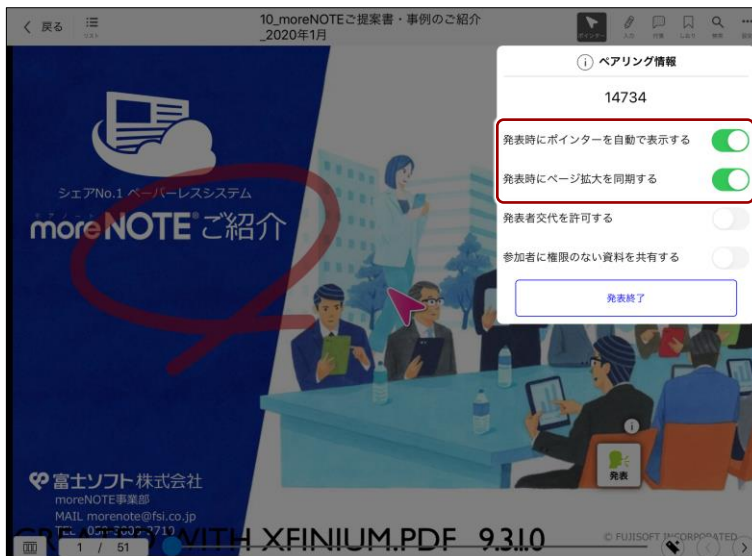 戻る
リスト
10_moreNOTEご提案書・事例のご紹介
_2020年1月
ポインター
入力
付箋
しおり
検索
ペアリング情報
14734
発表時にポインターを自動で表示する
発表時にページ拡大を同期する
発表者交代を許可する
参加者に権限のない資料を共有する
発表終了
シェアNo.1 ペーパーレスシステム
モアノート
moreNOTE® ご紹介
発表
富士ソフト株式会社
moreNOTE事業部
MAIL morenote@fsi.co.jp
WITH XFINIUM.PDF 9.3.1.0
© FUJISOFT INCORPORATED
1 / 51